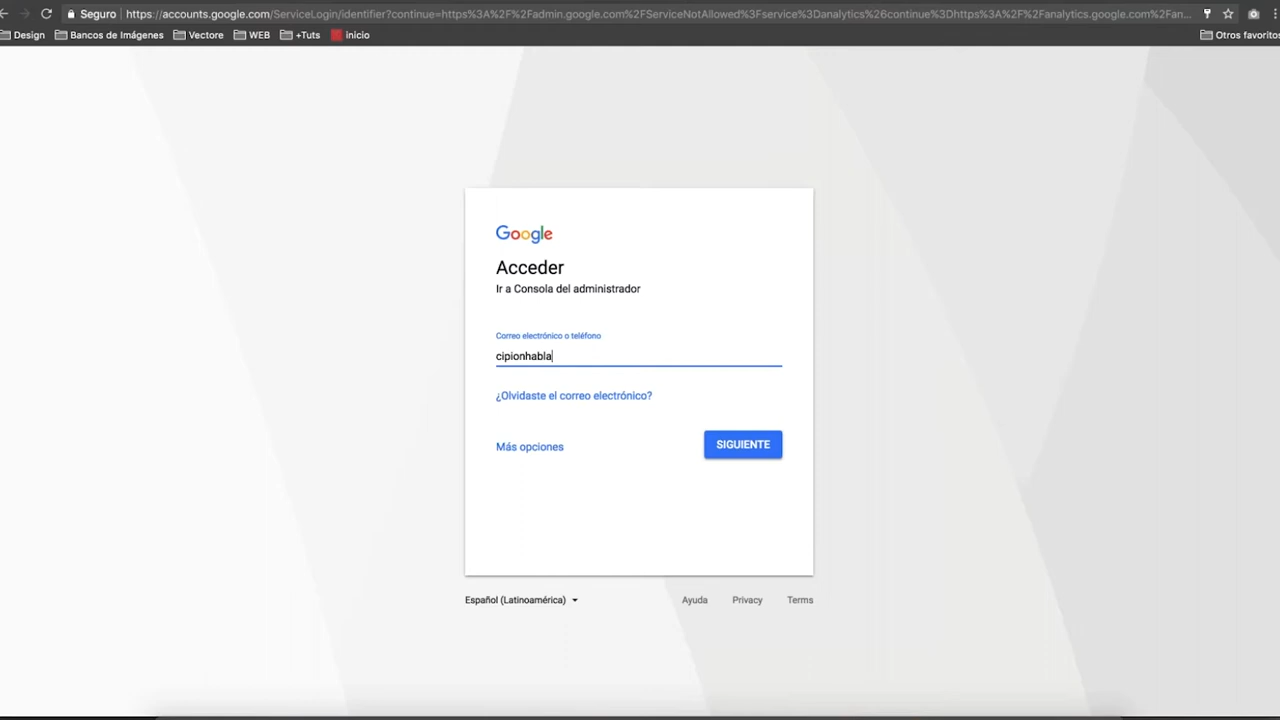 Seguro https://accounts.google.com/ServiceLogin/identifier?continue=https%3A%2F%2Fadmin.google.com%2FServiceNotAllowed%3Fservice%3Danalytics%26continue%3Dhttps%3A%2F%2Fanalytics.google.com%2Fan...
Design Bancos de Imágenes Vectore WEB +Tuts inicio Otros favoritos
Google
Acceder
Ir a Consola del administrador
Correo electrónico o teléfono
cipionhabla
¿Olvidaste el correo electrónico?
Más opciones SIGUIENTE
Español (Latinoamérica) Ayuda Privacy Terms